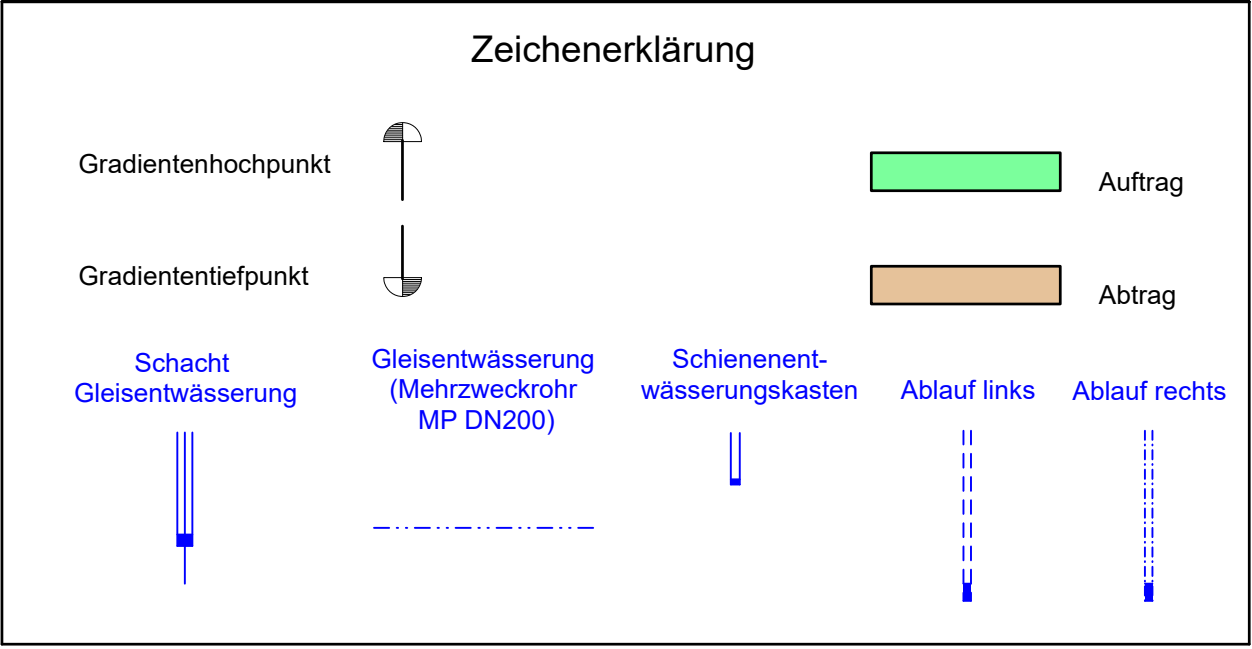 Zeichenerklärung
Gradientenhochpunkt
Auftrag
Gradiententiefpunkt
Abtrag
Schacht
Gleisentwässerung
Gleisentwässerung
(Mehrzweckrohr
MP DN200)
Schienenent-
wässerungskasten
Ablauf links
Ablauf rechts